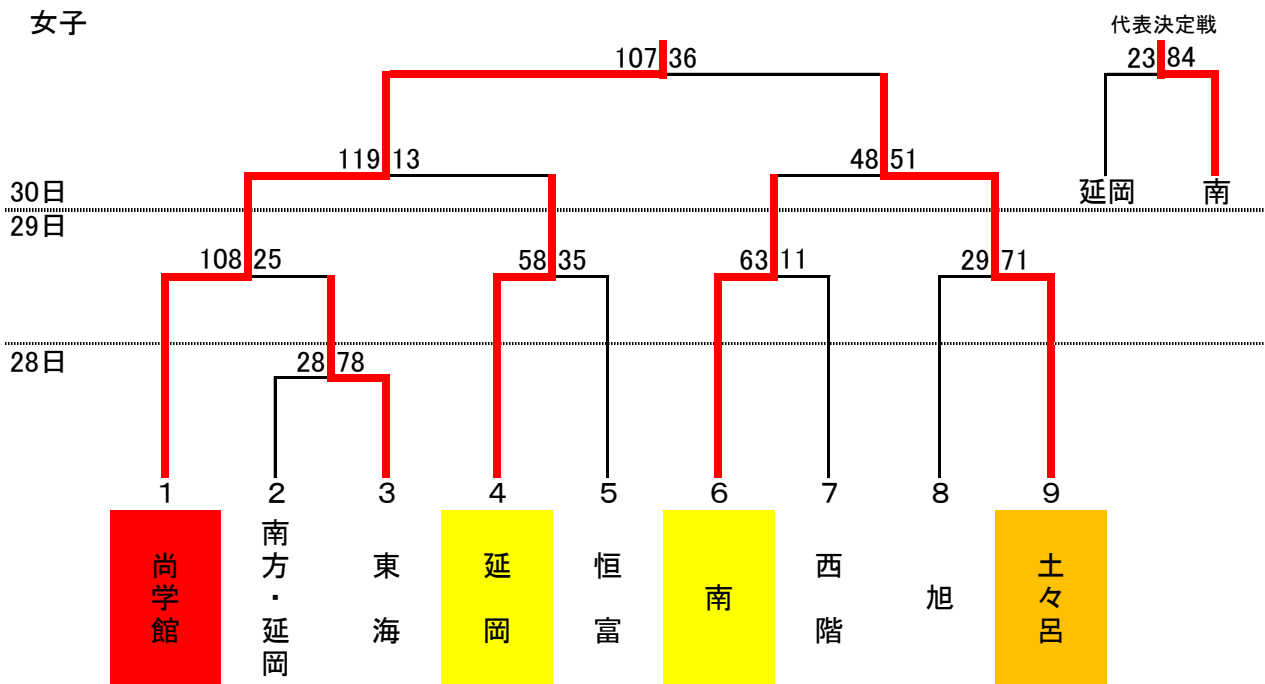 女子
代表決定戦
107 36
23 84
119 13
48 51
延岡 南
30日
29日
108 25
58 35
63 11
29 71
28日
28 78
1 2 3 4 5 6 7 8 9
尚学館
南方・延岡
東海
延岡
恒富
南
西階
旭
土々呂